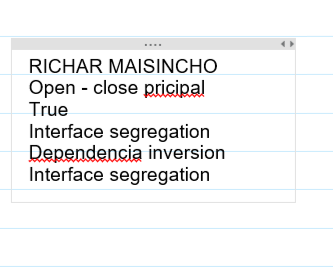 RICHAR MAISINCHO
Open - close pricipal
True
Interface segregation
Dependencia inversion
Interface segregation